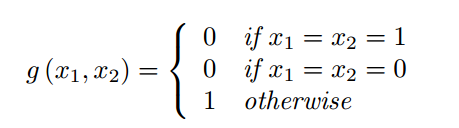 0 if x₁ = x₂ = 1
g (x₁, x₂) = { 0 if x₁ = x₂ = 0
1 otherwise